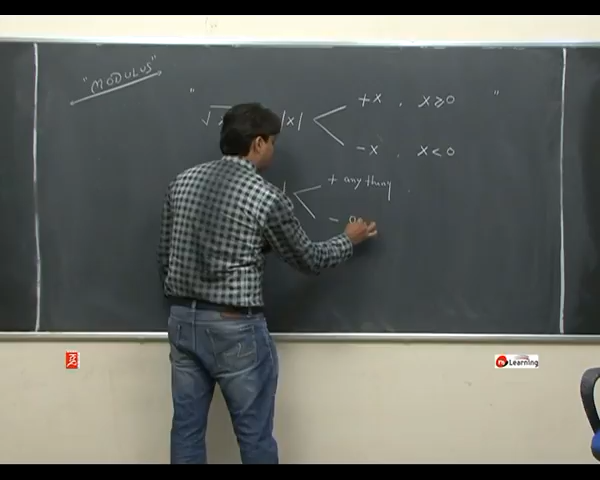 "MODULUS"
" √ |x| +x , x ⩾ 0 "
-x , x < 0
+ any thing ,
-
Learning